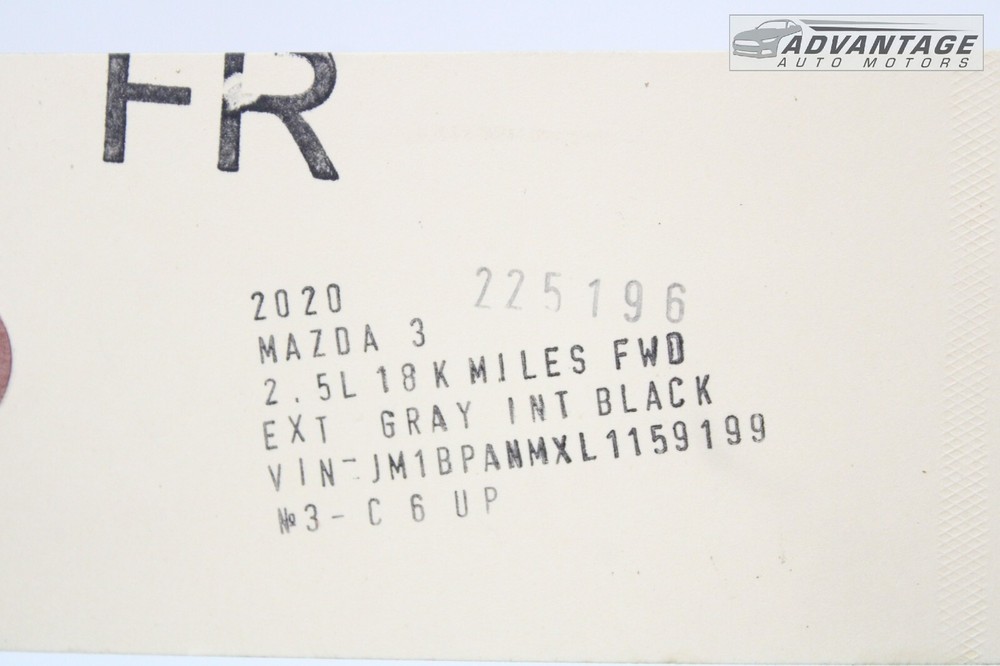 ADVANTAGE
AUTO MOTORS
FR
2020 225196
MAZDA 3
2.5L 18K MILES FWD
EXT GRAY INT BLACK
VIN-JM1BPANMXL1159199
№3-C 6 UP